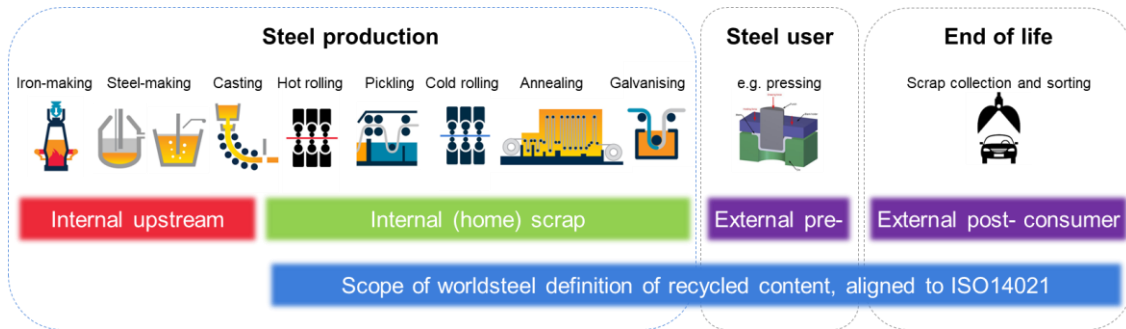 Steel production
Steel user
End of life
Iron-making Steel-making Casting Hot rolling Pickling Cold rolling Annealing Galvanising
e.g. pressing
Scrap collection and sorting
Internal upstream
Internal (home) scrap
External pre-
External post- consumer
Scope of worldsteel definition of recycled content, aligned to ISO14021